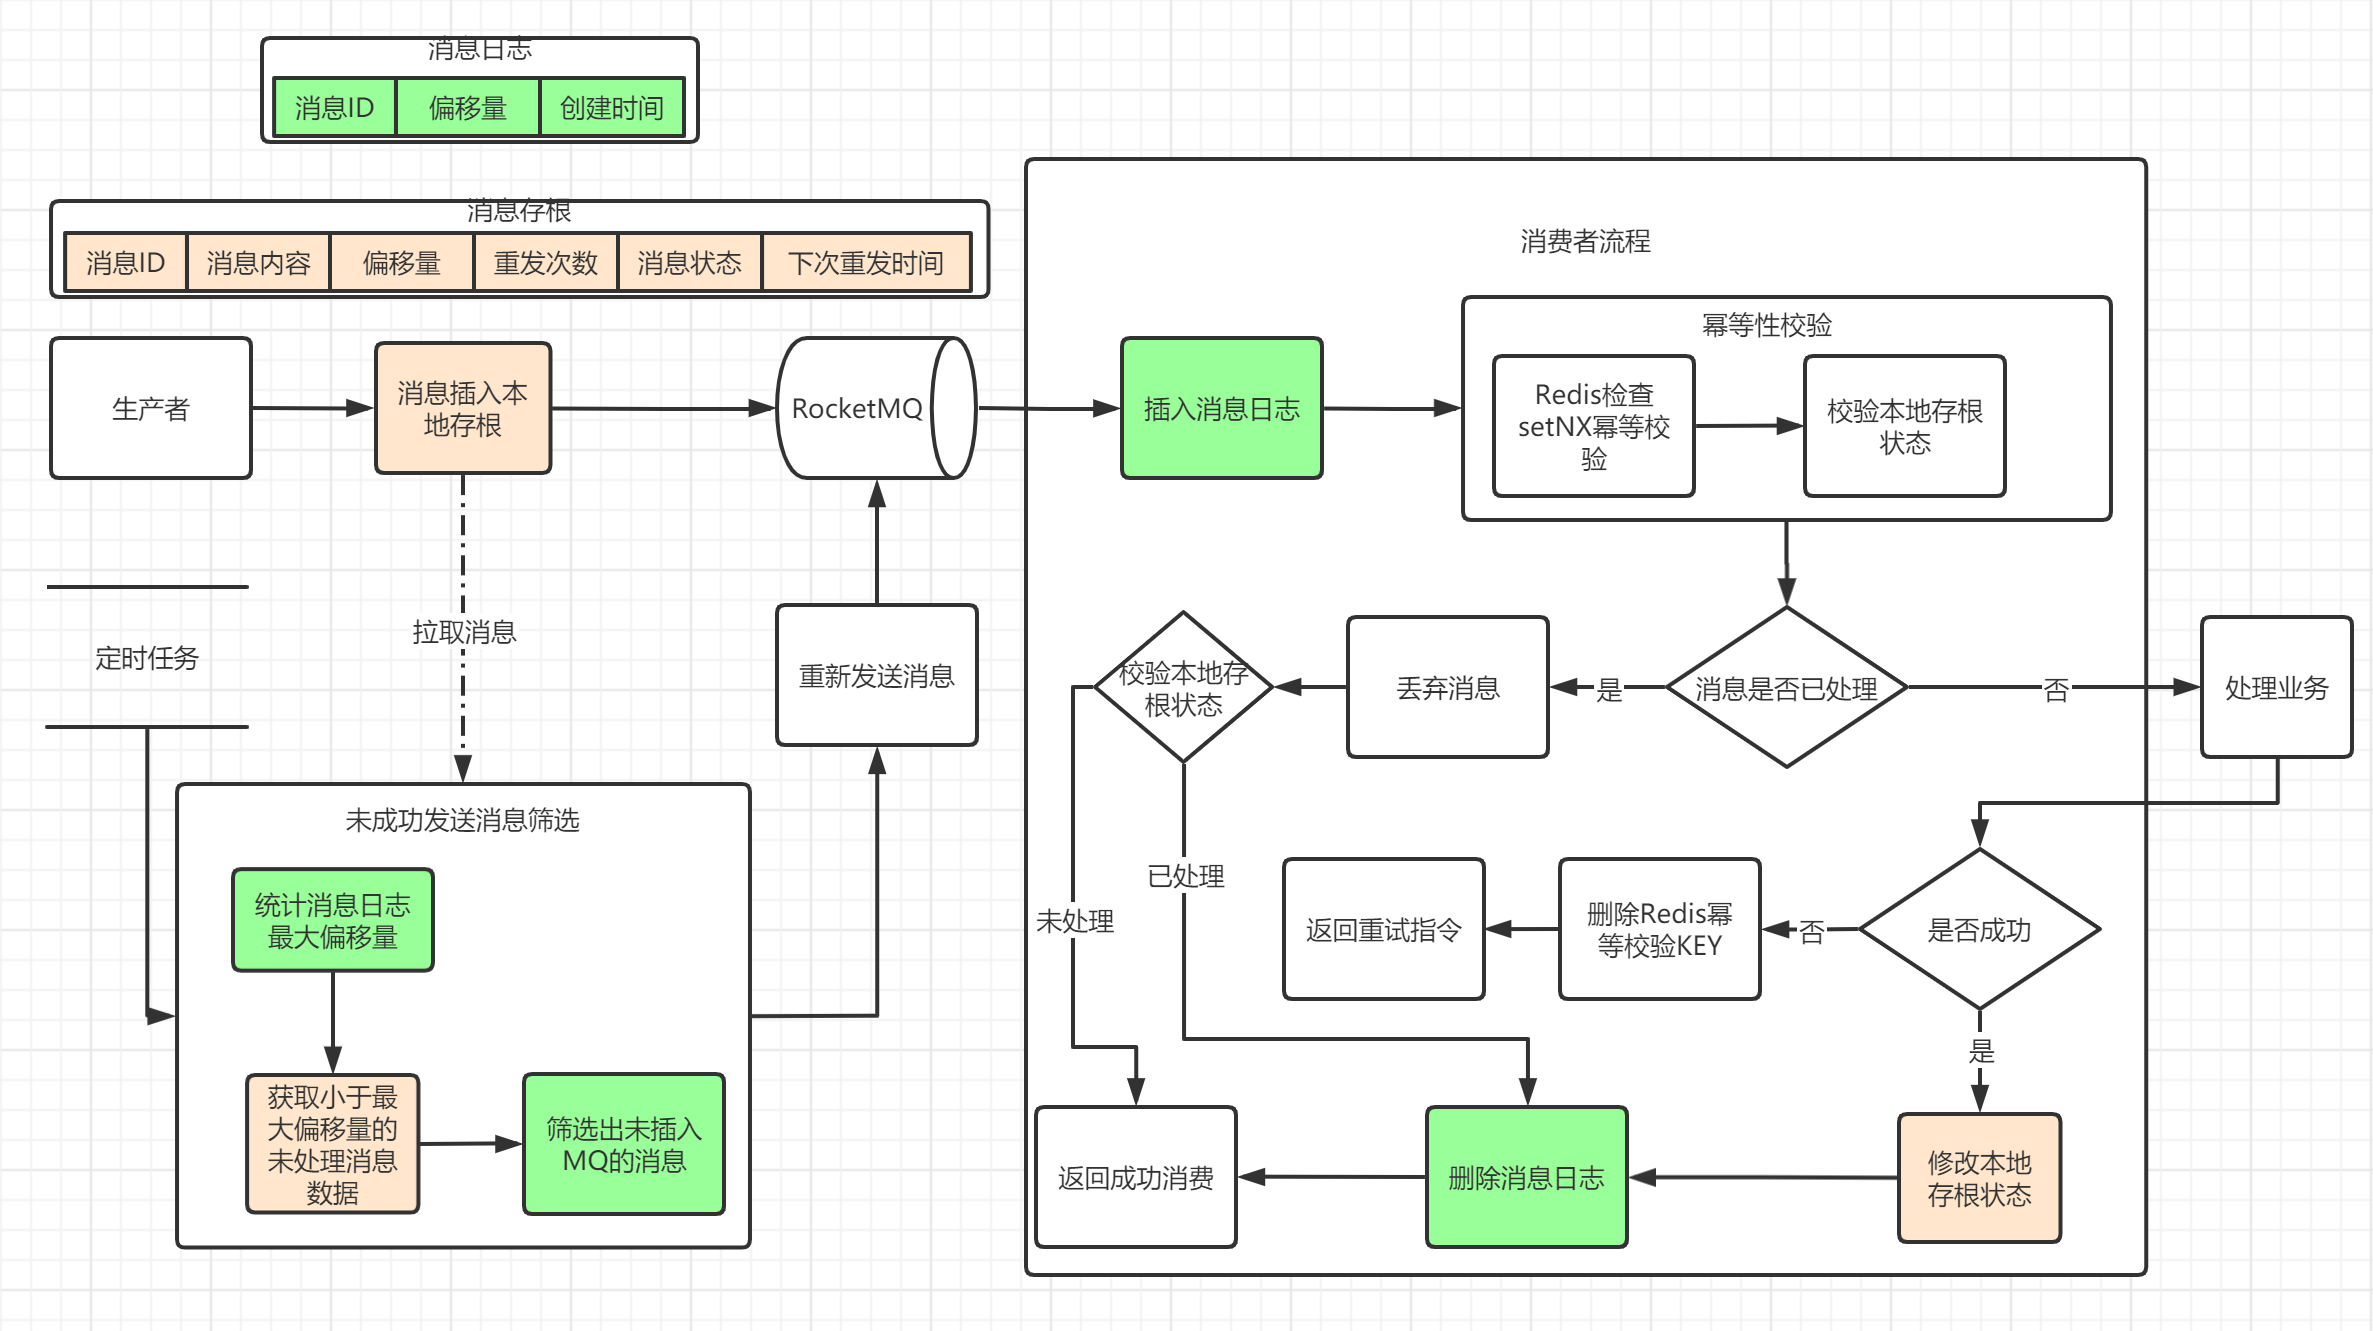 消息日志
消息ID
偏移量
创建时间
消息存根
消息ID
消息内容
偏移量
重发次数
消息状态
下次重发时间
生产者
消息插入本
地存根
RocketMQ
定时任务
拉取消息
重新发送消息
未成功发送消息筛选
统计消息日志
最大偏移量
获取小于最
大偏移量的
未处理消息
数据
筛选出未插入
MQ的消息
消费者流程
插入消息日志
幂等性校验
Redis检查
setNX幂等校
验
校验本地存根
状态
消息是否已处理
是
否
丢弃消息
校验本地存
根状态
处理业务
已处理
未处理
是否成功
否
删除Redis幂
等校验KEY
返回重试指令
是
修改本地
存根状态
删除消息日志
返回成功消费